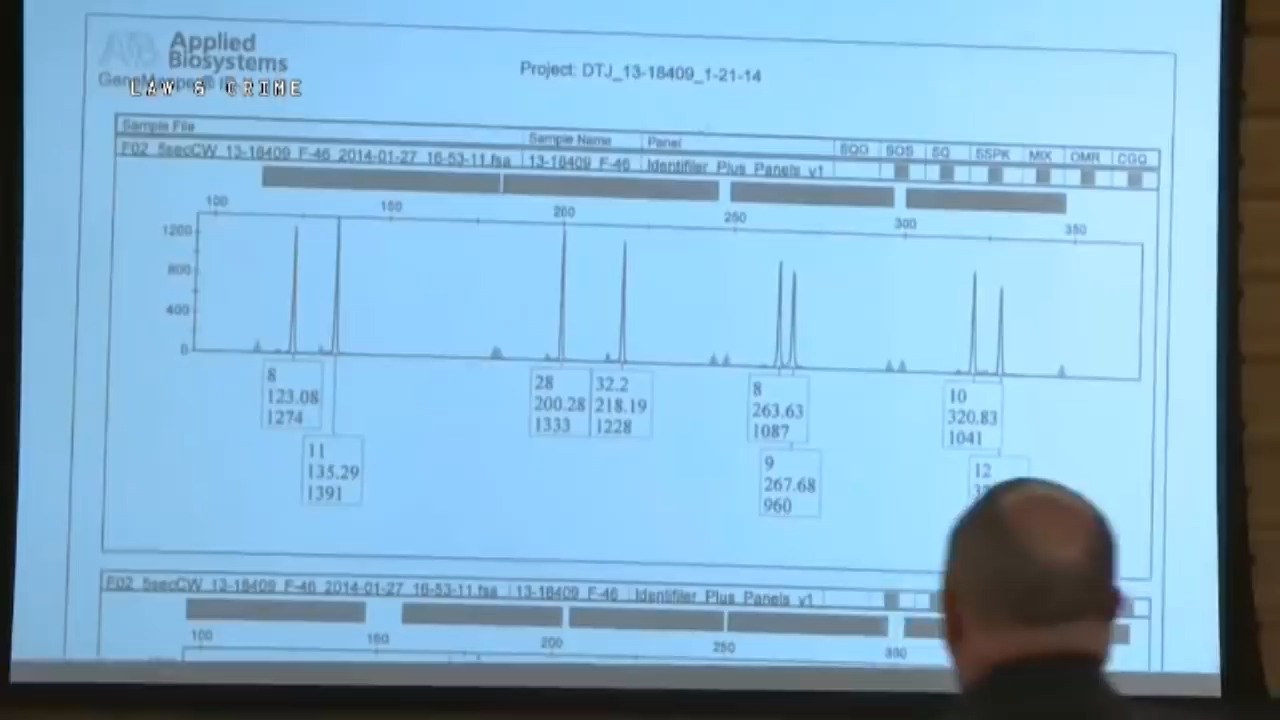 Applied
Biosystems
GeneMapper®
LAW & CRIME
Project: DTJ_13-18409_1-21-14
Sample File Sample Name Panel SQO SOS SQ SSPK MIX OMR CGQ
F02_5secCW_13-18409_F-46_2014-01-27_16-53-11.fsa 13-18409_F-46 Identifiler_Plus_Panels_v1
100 150 200 250 300 350
1200
800
400
0
8
123.08
1274
11
135.29
1391
28
200.28
1333
32.2
218.19
1228
8
263.63
1087
9
267.68
960
10
320.83
1041
12
F02_5secCW_13-18409_F-46_2014-01-27_16-53-11.fsa 13-18409_F-46 Identifiler_Plus_Panels_v1
100 150 200 250 300